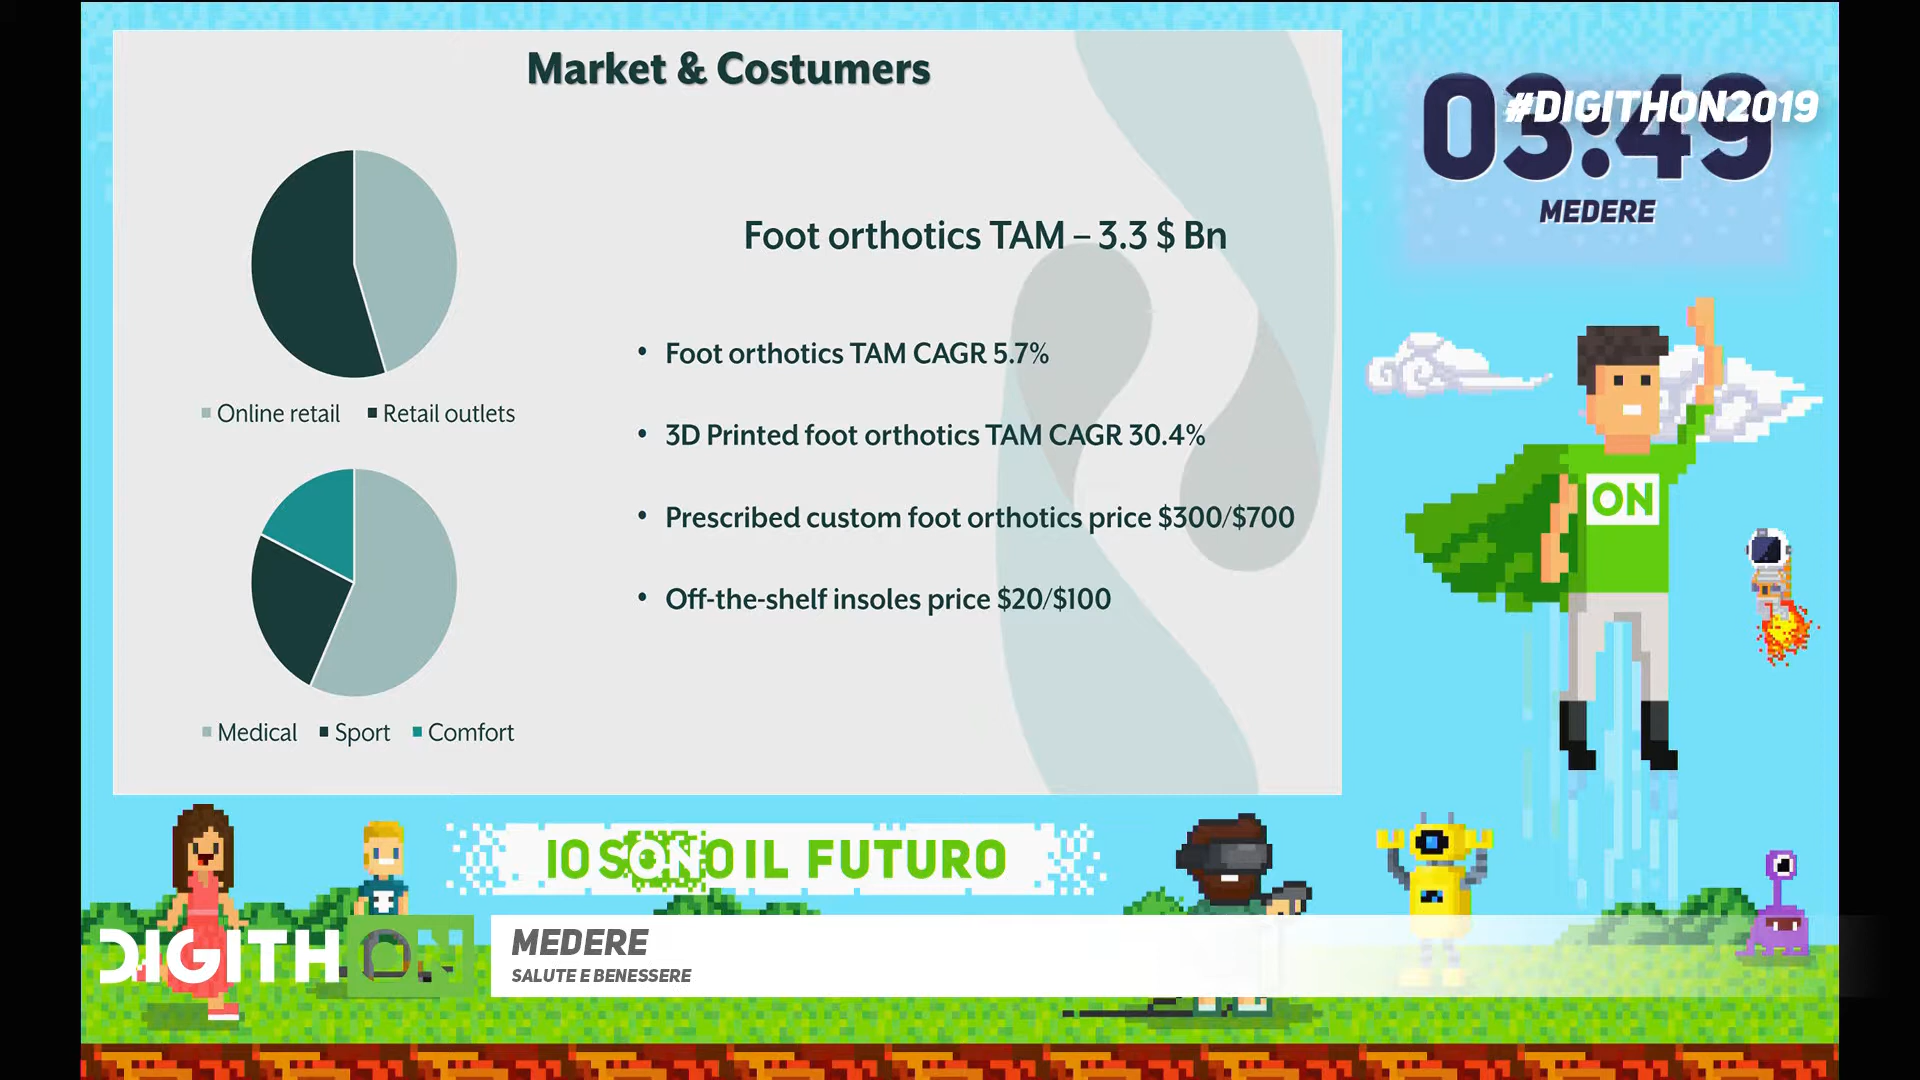 Market & Costumers
Online retail Retail outlets
Medical Sport Comfort
Foot orthotics TAM – 3.3 $ Bn
• Foot orthotics TAM CAGR 5.7%
• 3D Printed foot orthotics TAM CAGR 30.4%
• Prescribed custom foot orthotics price $300/$700
• Off-the-shelf insoles price $20/$100
#DIGITHON2019
03:49
MEDERE
ON
IO SONO IL FUTURO
DIGITHON
MEDERE
SALUTE E BENESSERE